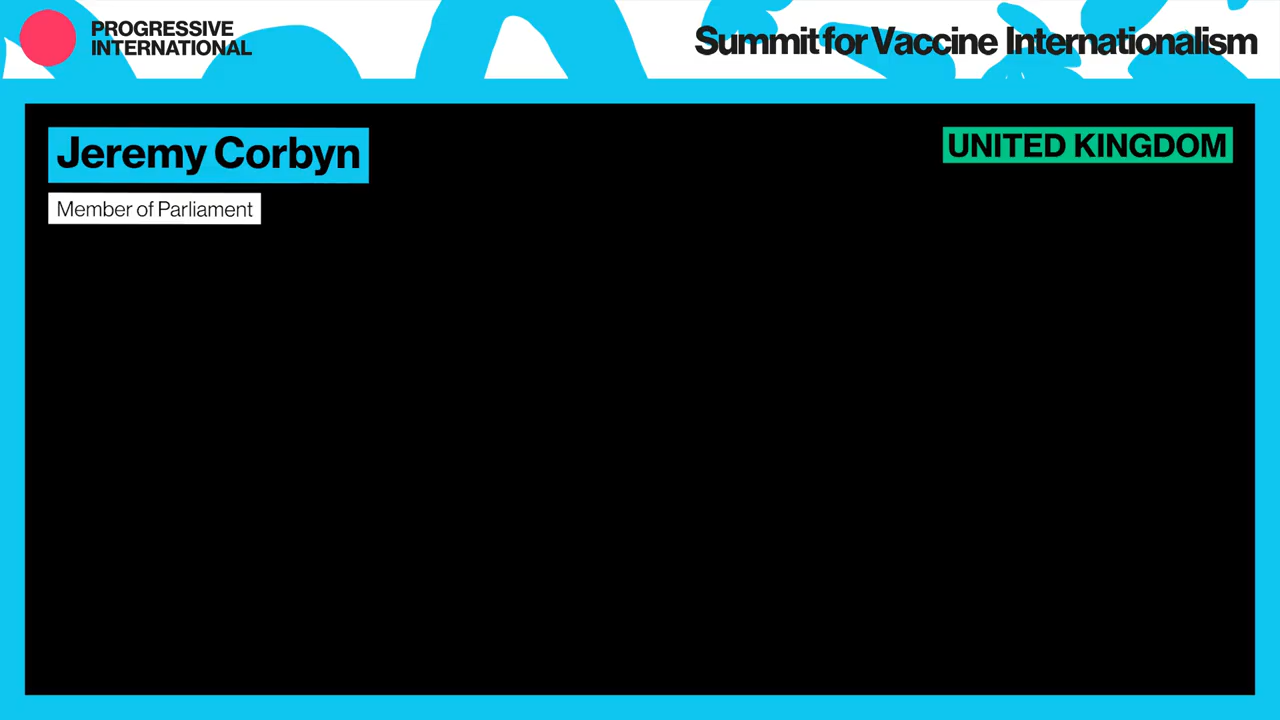 PROGRESSIVE
INTERNATIONAL
Summit for Vaccine Internationalism
Jeremy Corbyn
UNITED KINGDOM
Member of Parliament